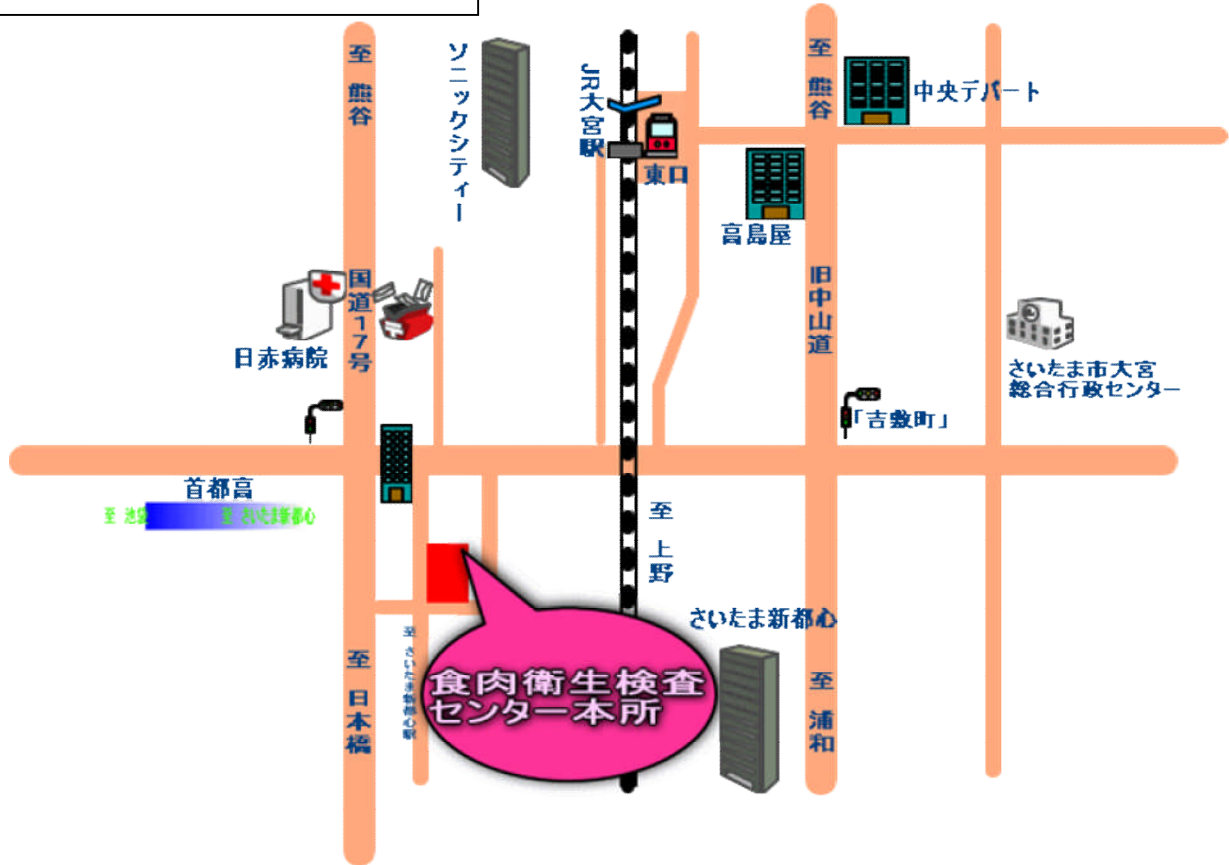 至 熊谷
ソニックシティー
JR大宮駅
東口
至 熊谷
中央デパート
高島屋
国道17号
日赤病院
旧中山道
さいたま市大宮
総合行政センター
「吉敷町」
首都高
至 池袋
至 さいたま新都心
至 上野
至 日本橋
至 さいたま新都心駅
食肉衛生検査
センター本所
さいたま新都心
至 浦和